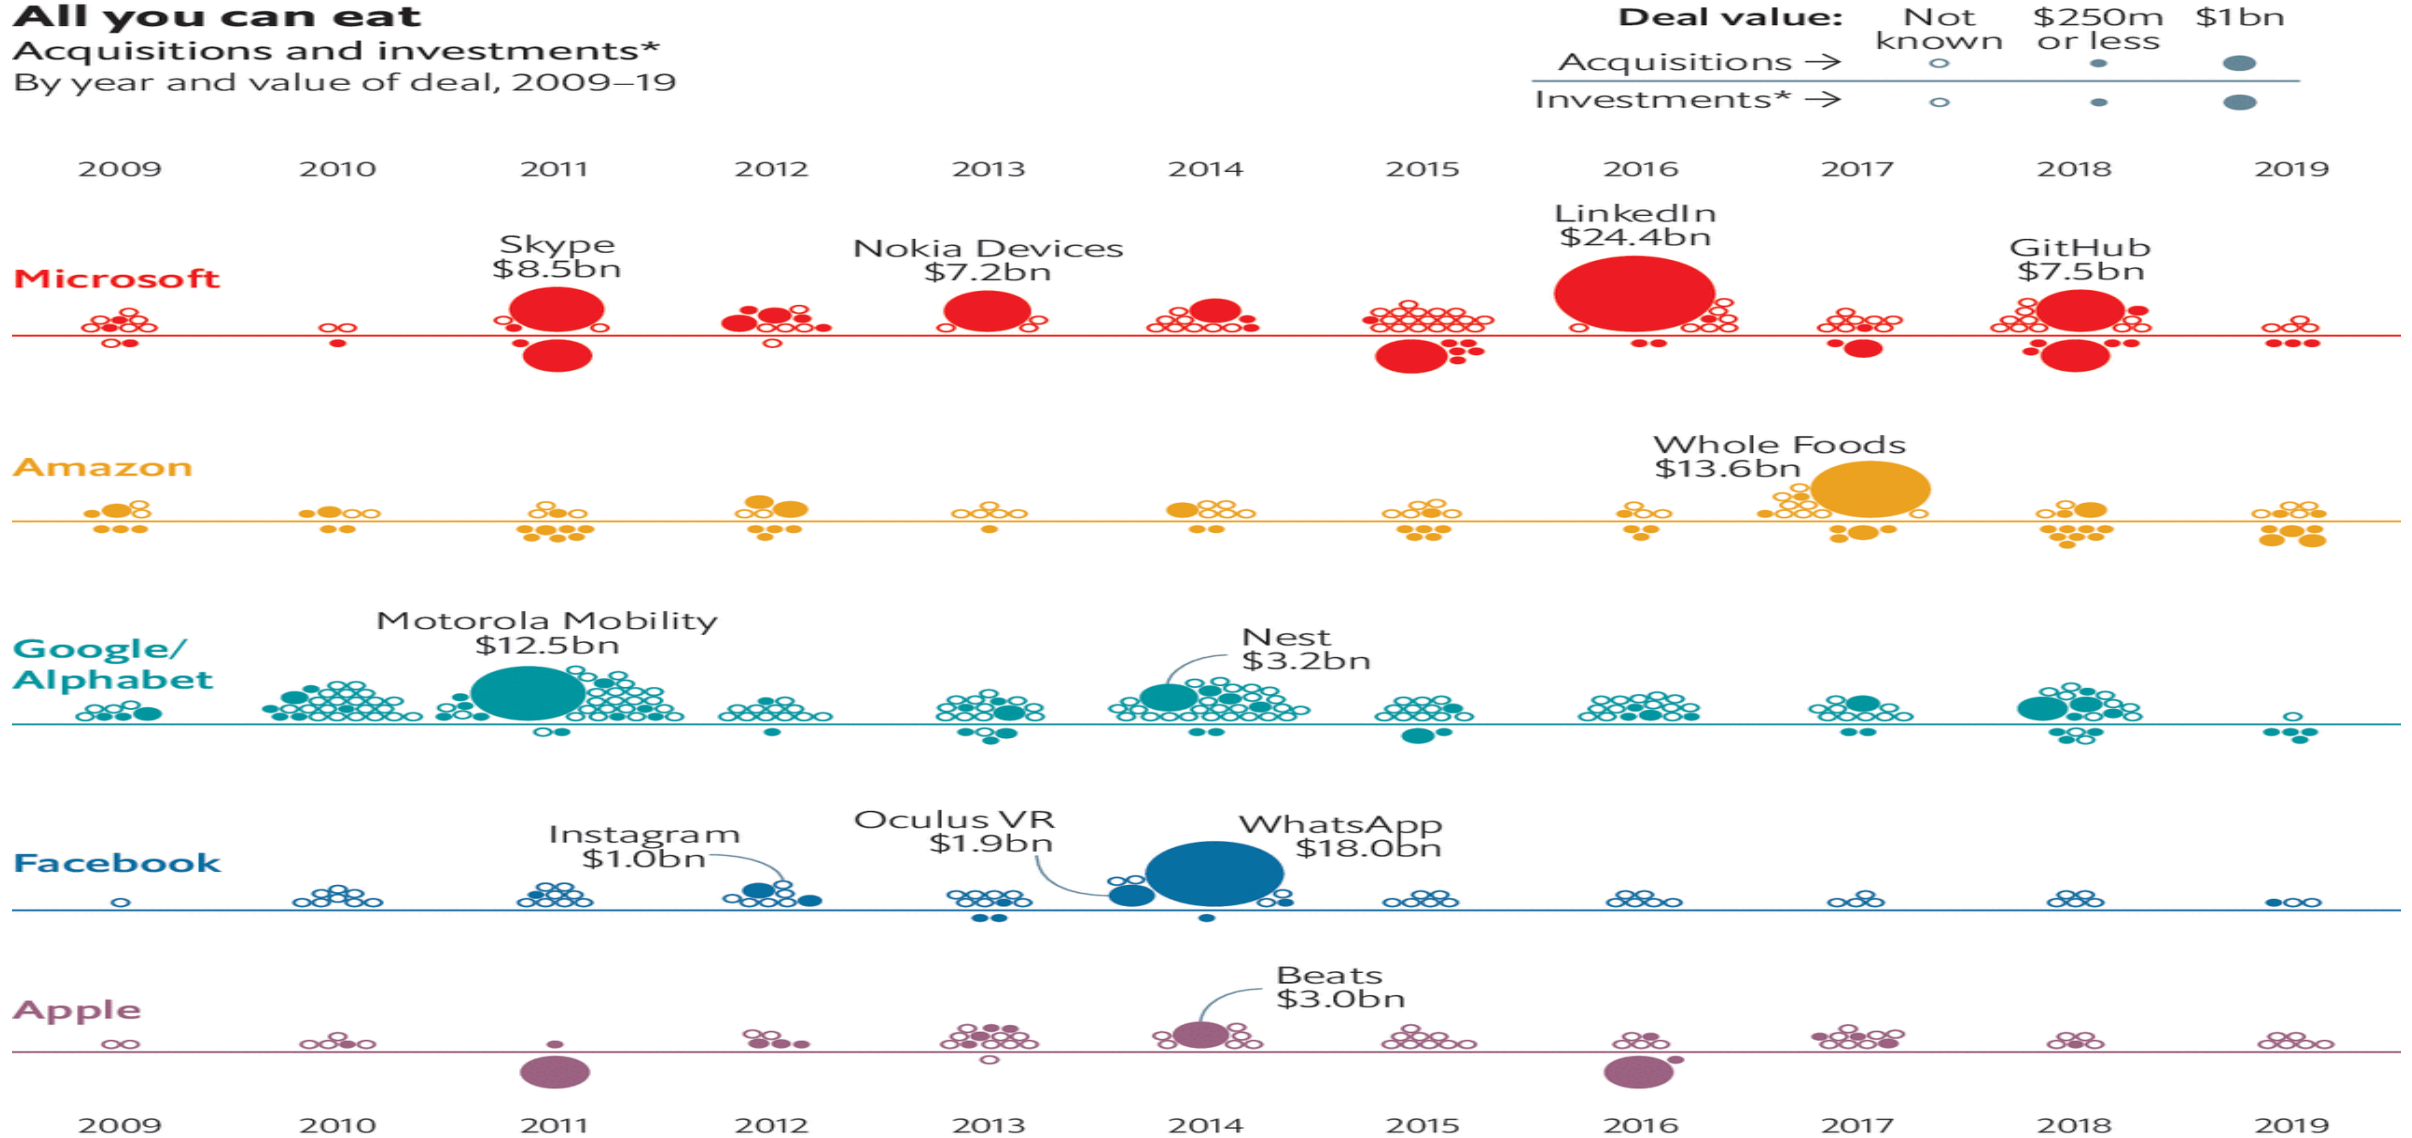 All you can eat
Acquisitions and investments*
By year and value of deal, 2009–19
Deal value: Not known $250m or less $1bn
Acquisitions →
Investments* →
2009 2010 2011 2012 2013 2014 2015 2016 2017 2018 2019
Microsoft
Skype
$8.5bn
Nokia Devices
$7.2bn
LinkedIn
$24.4bn
GitHub
$7.5bn
Amazon
Whole Foods
$13.6bn
Google/
Alphabet
Motorola Mobility
$12.5bn
Nest
$3.2bn
Facebook
Instagram
$1.0bn
Oculus VR
$1.9bn
WhatsApp
$18.0bn
Apple
Beats
$3.0bn
2009 2010 2011 2012 2013 2014 2015 2016 2017 2018 2019